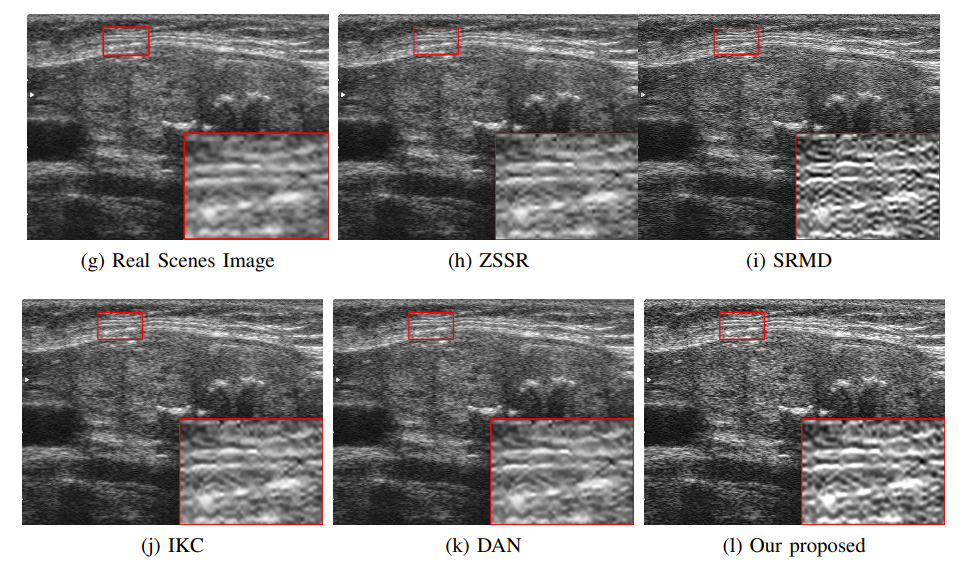 (g) Real Scenes Image
(h) ZSSR
(i) SRMD
(j) IKC
(k) DAN
(l) Our proposed